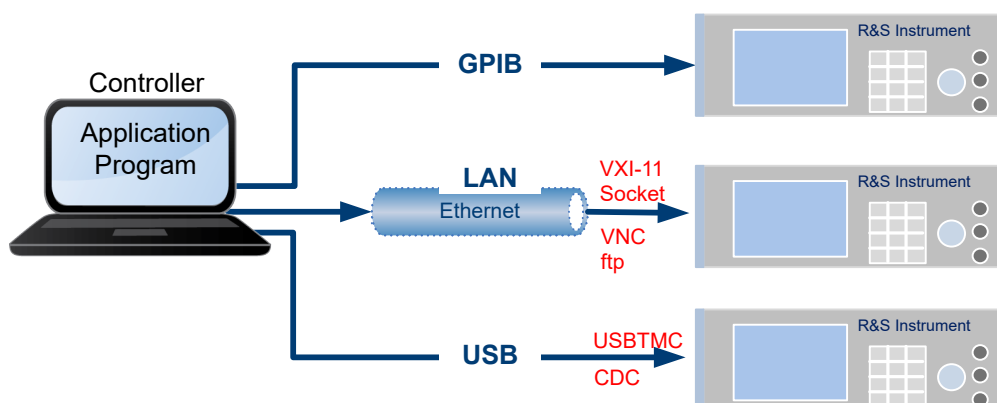 Controller
Application
Program
GPIB
R&S Instrument
LAN
Ethernet
VXI-11
Socket
VNC
ftp
R&S Instrument
USB
USBTMC
CDC
R&S Instrument